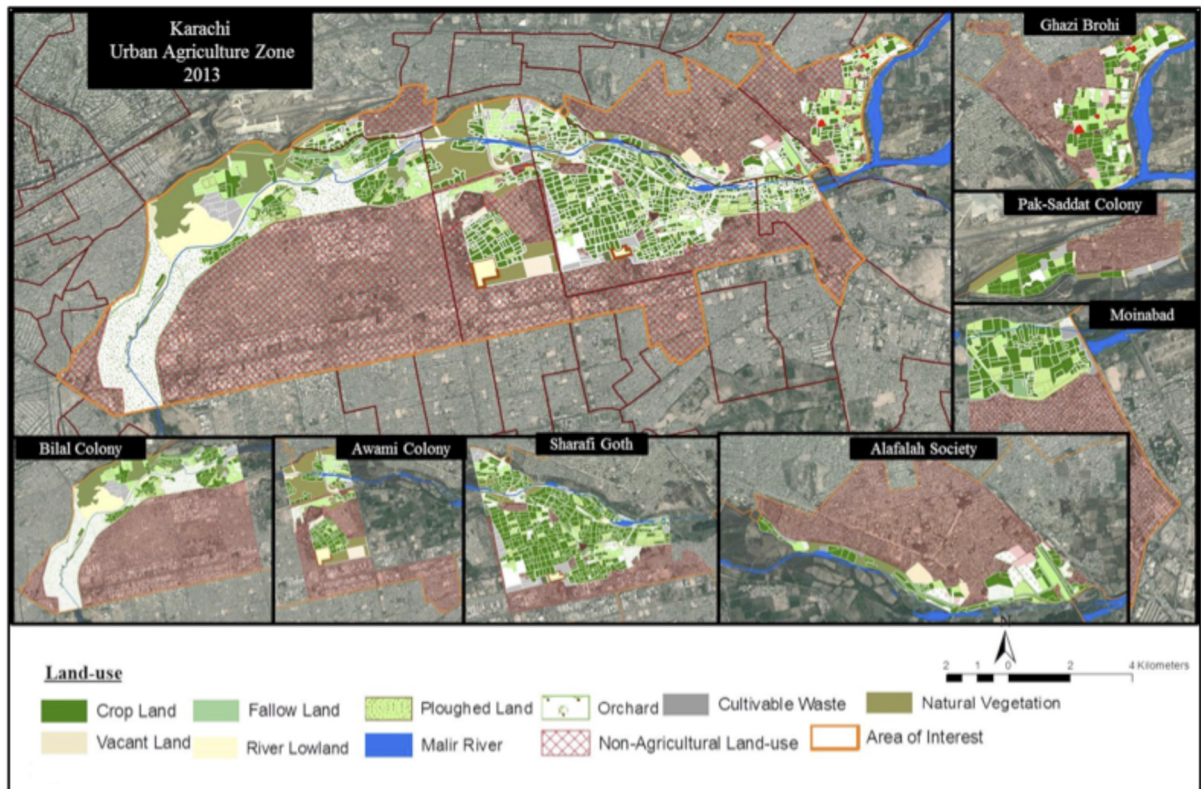 Karachi
Urban Agriculture Zone
2013
Ghazi Brohi
Pak-Saddat Colony
Moinabad
Bilal Colony
Awami Colony
Sharafi Goth
Alafalah Society
N
2 1 0 2 4 Kilometers
Land-use
Crop Land
Fallow Land
Ploughed Land
Orchard
Cultivable Waste
Natural Vegetation
Vacant Land
River Lowland
Malir River
Non-Agricultural Land-use
Area of Interest